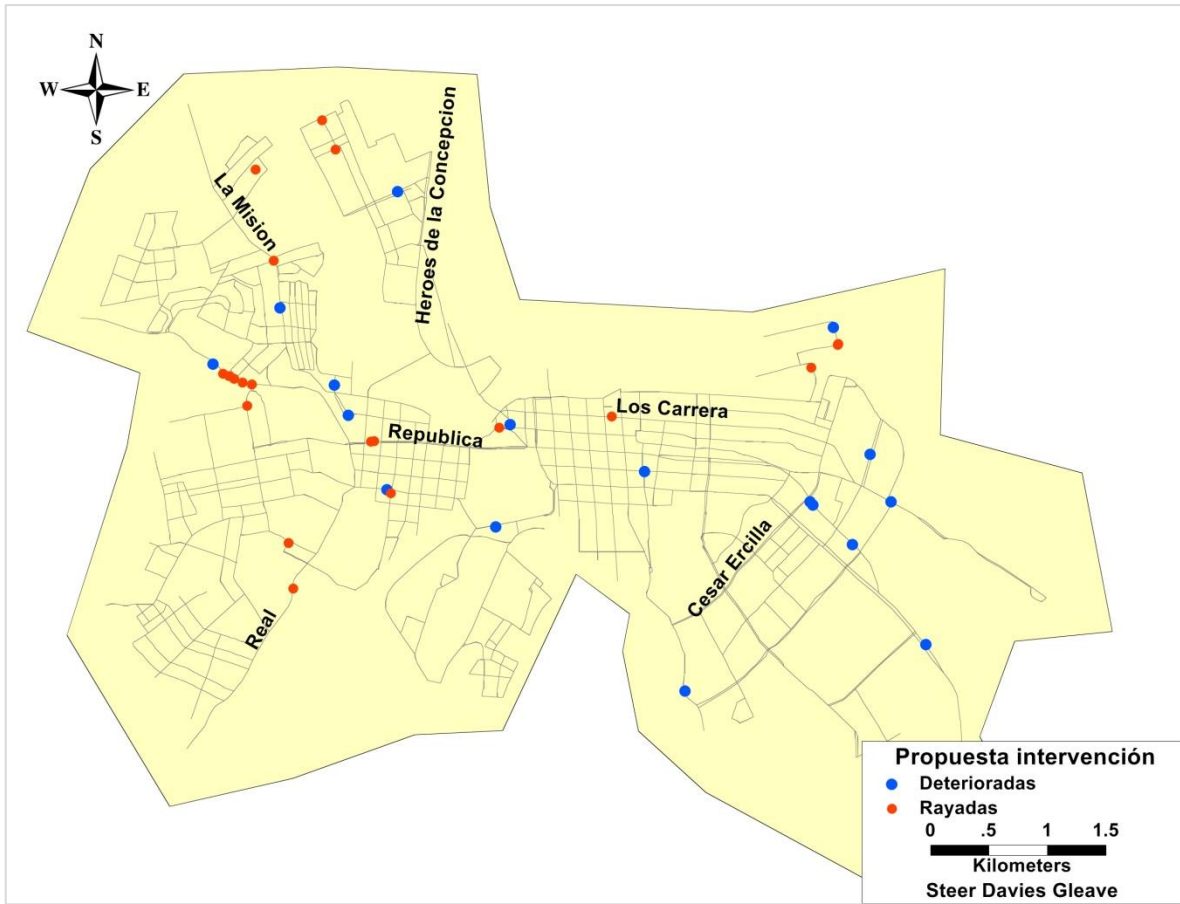 N
W E
S
La Mision
Heroes de la Concepcion
Los Carrera
Republica
Cesar Ercilla
Real
Propuesta intervención
Deterioradas
Rayadas
0 .5 1 1.5
Kilometers
Steer Davies Gleave